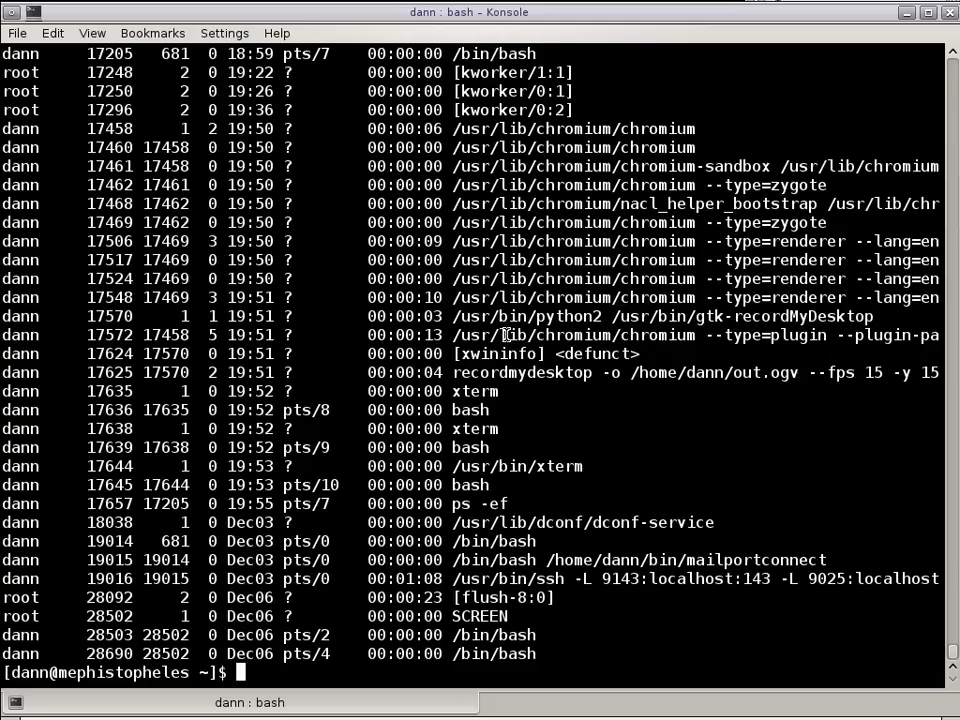 dann : bash – Konsole
File Edit View Bookmarks Settings Help
dann 17205 681 0 18:59 pts/7 00:00:00 /bin/bash
root 17248 2 0 19:22 ? 00:00:00 [kworker/1:1]
root 17250 2 0 19:26 ? 00:00:00 [kworker/0:1]
root 17296 2 0 19:36 ? 00:00:00 [kworker/0:2]
dann 17458 1 2 19:50 ? 00:00:06 /usr/lib/chromium/chromium
dann 17460 17458 0 19:50 ? 00:00:00 /usr/lib/chromium/chromium
dann 17461 17458 0 19:50 ? 00:00:00 /usr/lib/chromium/chromium-sandbox /usr/lib/chromium
dann 17462 17461 0 19:50 ? 00:00:00 /usr/lib/chromium/chromium --type=zygote
dann 17468 17462 0 19:50 ? 00:00:00 /usr/lib/chromium/nacl_helper_bootstrap /usr/lib/chr
dann 17469 17462 0 19:50 ? 00:00:00 /usr/lib/chromium/chromium --type=zygote
dann 17506 17469 3 19:50 ? 00:00:09 /usr/lib/chromium/chromium --type=renderer --lang=en
dann 17517 17469 0 19:50 ? 00:00:00 /usr/lib/chromium/chromium --type=renderer --lang=en
dann 17524 17469 0 19:50 ? 00:00:00 /usr/lib/chromium/chromium --type=renderer --lang=en
dann 17548 17469 3 19:51 ? 00:00:10 /usr/lib/chromium/chromium --type=renderer --lang=en
dann 17570 1 1 19:51 ? 00:00:03 /usr/bin/python2 /usr/bin/gtk-recordMyDesktop
dann 17572 17458 5 19:51 ? 00:00:13 /usr/lib/chromium/chromium --type=plugin --plugin-pa
dann 17624 17570 0 19:51 ? 00:00:00 [xwininfo] <defunct>
dann 17625 17570 2 19:51 ? 00:00:04 recordmydesktop -o /home/dann/out.ogv --fps 15 -y 15
dann 17635 1 0 19:52 ? 00:00:00 xterm
dann 17636 17635 0 19:52 pts/8 00:00:00 bash
dann 17638 1 0 19:52 ? 00:00:00 xterm
dann 17639 17638 0 19:52 pts/9 00:00:00 bash
dann 17644 1 0 19:53 ? 00:00:00 /usr/bin/xterm
dann 17645 17644 0 19:53 pts/10 00:00:00 bash
dann 17657 17205 0 19:55 pts/7 00:00:00 ps -ef
dann 18038 1 0 Dec03 ? 00:00:00 /usr/lib/dconf/dconf-service
dann 19014 681 0 Dec03 pts/0 00:00:00 /bin/bash
dann 19015 19014 0 Dec03 pts/0 00:00:00 /bin/bash /home/dann/bin/mailportconnect
dann 19016 19015 0 Dec03 pts/0 00:01:08 /usr/bin/ssh -L 9143:localhost:143 -L 9025:localhost
root 28092 2 0 Dec06 ? 00:00:23 [flush-8:0]
root 28502 1 0 Dec06 ? 00:00:00 SCREEN
dann 28503 28502 0 Dec06 pts/2 00:00:00 /bin/bash
dann 28690 28502 0 Dec06 pts/4 00:00:00 /bin/bash
[dann@mephistopheles ~]$
dann : bash